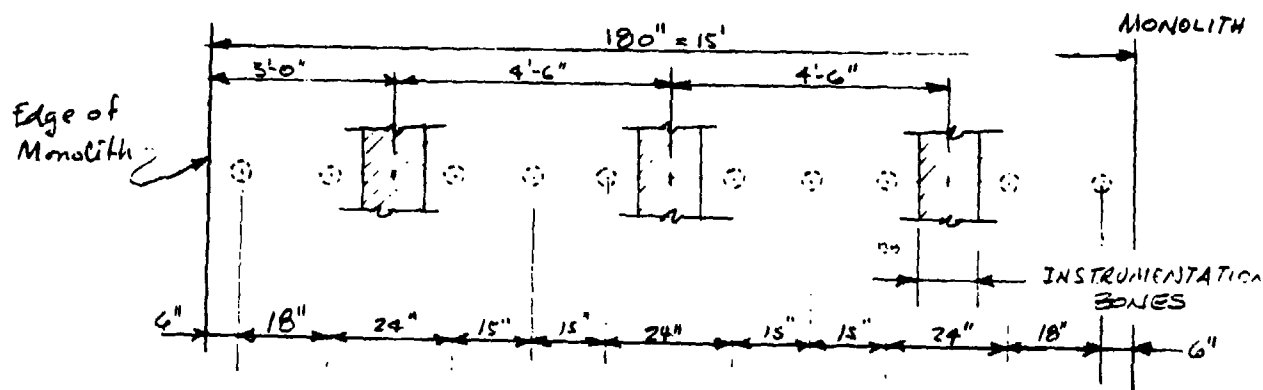 MONOLITH
180" = 15'
3'-0" 4'-6" 4'-6"
Edge of
Monolith
INSTRUMENTATION
ZONES
6" 18" 24" 15" 15" 24" 15" 15" 24" 18" 6"